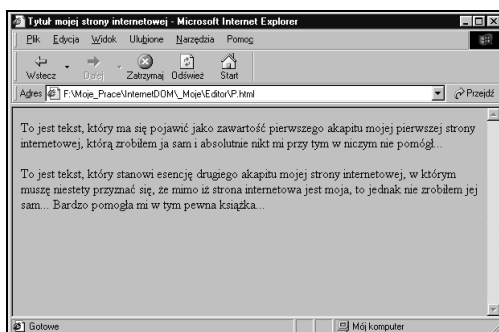 Tytuł mojej strony internetowej - Microsoft Internet Explorer
Plik Edycja Widok Ulubione Narzędzia Pomoc
Wstecz Dalej Zatrzymaj Odśwież Start
Adres F:\Moje_Prace\InternetDOM\_Moje\Editor\P.html Przejdź
To jest tekst, który ma się pojawić jako zawartość pierwszego akapitu mojej pierwszej strony
internetowej, którą zrobiłem ja sam i absolutnie nikt mi przy tym w niczym nie pomógł...
To jest tekst, który stanowi esencję drugiego akapitu mojej strony internetowej, w którym
muszę niestety przyznać się, że mimo iż strona internetowa jest moja, to jednak nie zrobiłem jej
sam... Bardzo pomogła mi w tym pewna książka...
Gotowe Mój komputer